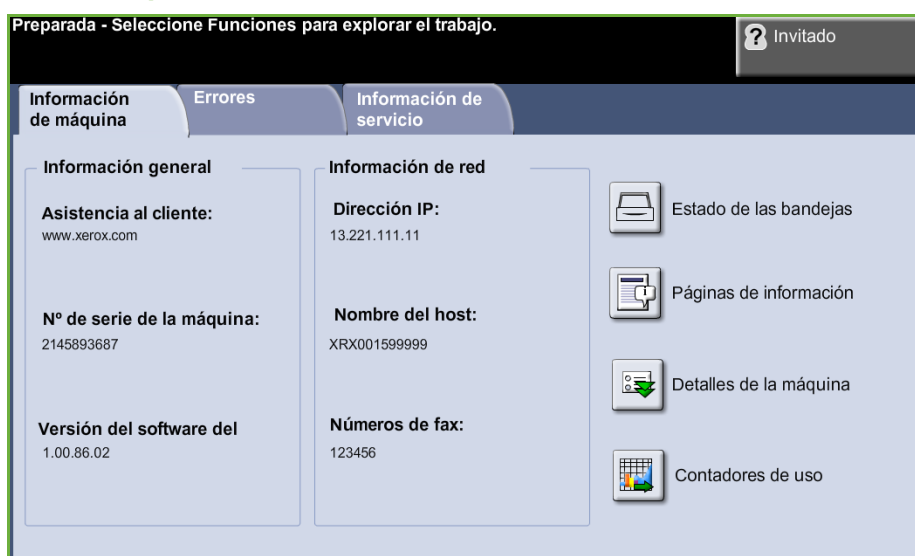 Preparada - Seleccione Funciones para explorar el trabajo.
? Invitado
Información
de máquina
Errores
Información de
servicio
Información general
Asistencia al cliente:
www.xerox.com
Nº de serie de la máquina:
2145893687
Versión del software del
1.00.86.02
Información de red
Dirección IP:
13.221.111.11
Nombre del host:
XRX001599999
Números de fax:
123456
Estado de las bandejas
Páginas de información
Detalles de la máquina
Contadores de uso